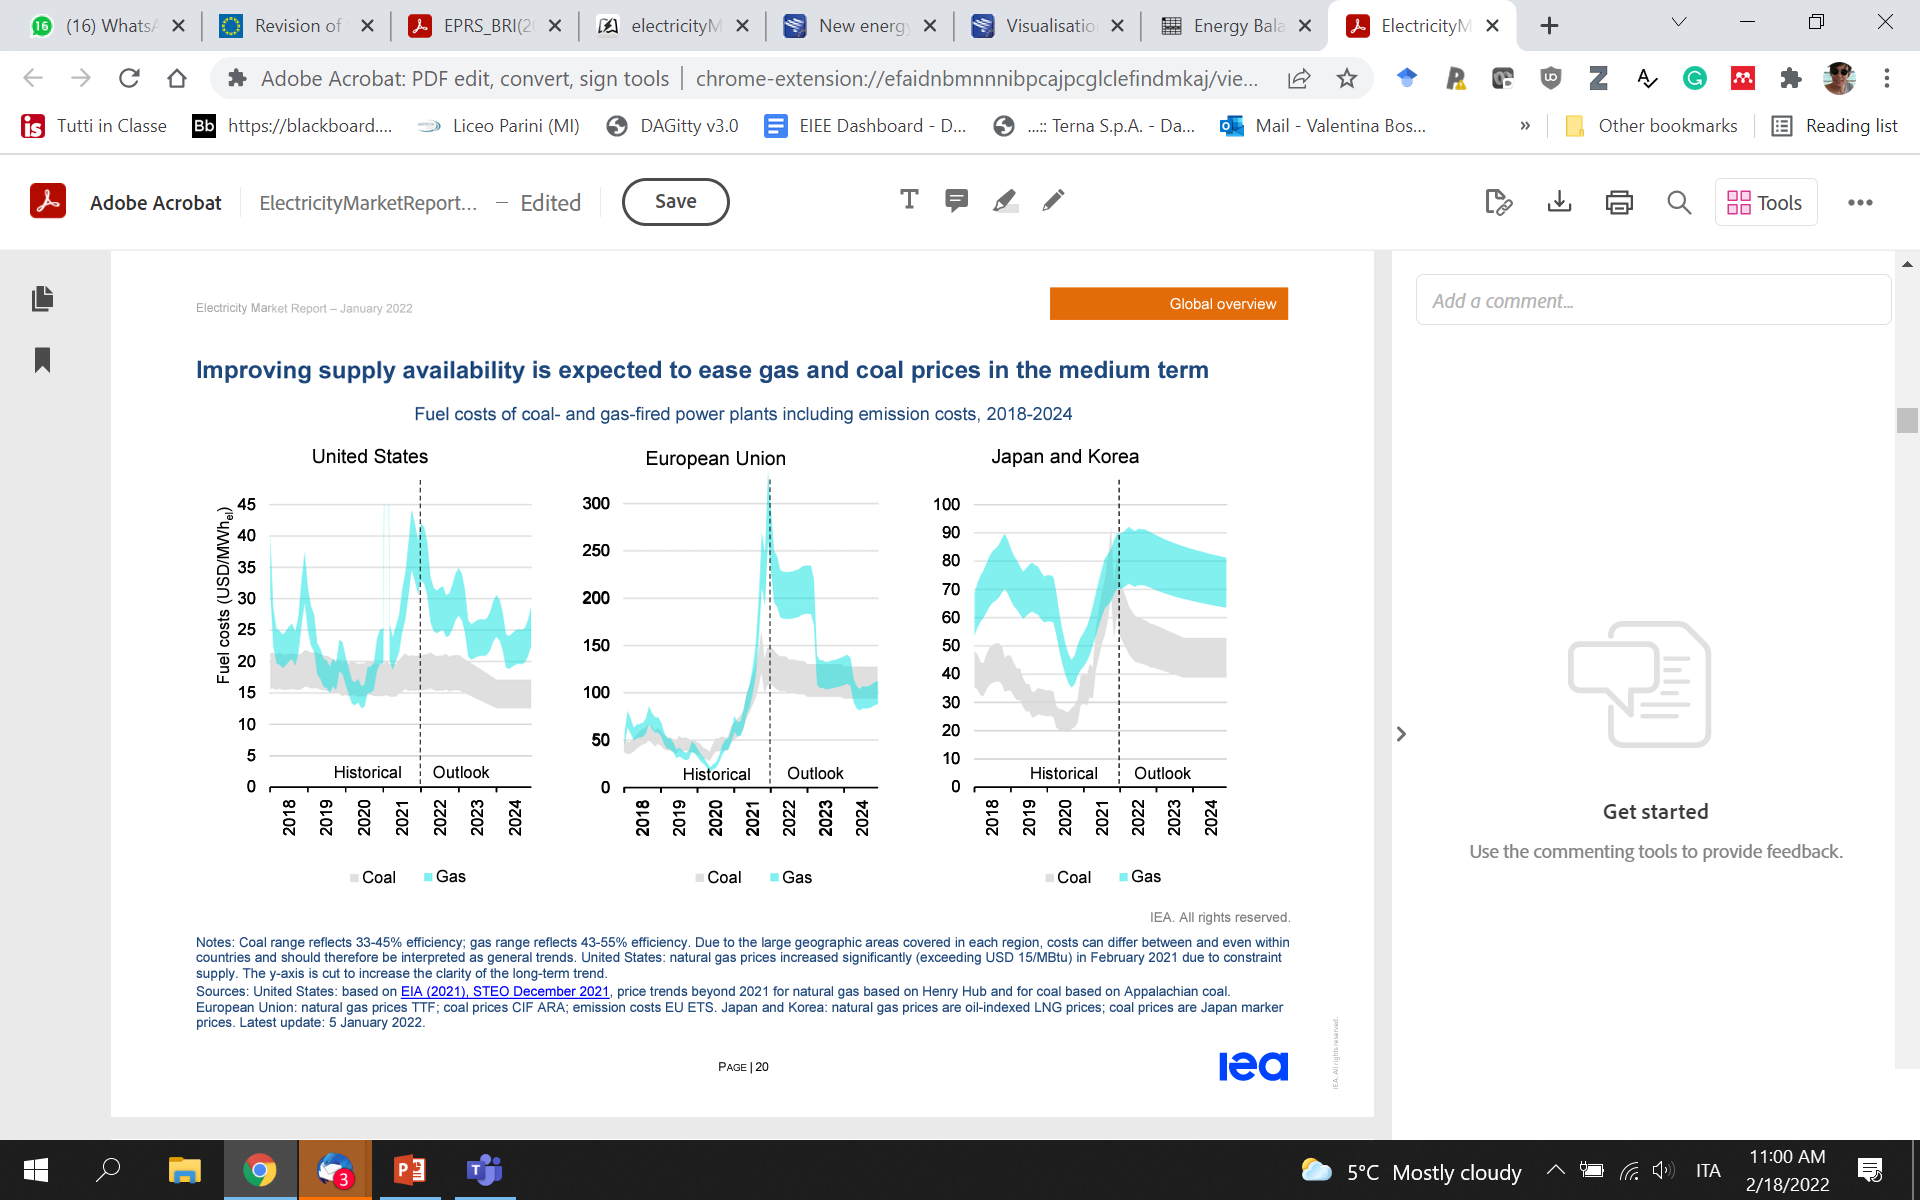 16
(16) WhatsA
Revision of
EPRS_BRI(20
electricityM
New energy
Visualisatio
Energy Bala
ElectricityM
Adobe Acrobat: PDF edit, convert, sign tools
chrome-extension://efaidnbmnnnibpcajpcglclefindmkaj/vie...
is Tutti in Classe
Bb https://blackboard....
Liceo Parini (MI)
DAGitty v3.0
EIEE Dashboard - D...
...:: Terna S.p.A. - Da...
Mail - Valentina Bos...
»
Other bookmarks
Reading list
Adobe Acrobat
ElectricityMarketReport... – Edited
Save
Tools
Electricity Market Report – January 2022
Global overview
Improving supply availability is expected to ease gas and coal prices in the medium term
Fuel costs of coal- and gas-fired power plants including emission costs, 2018-2024
United States
Fuel costs (USD/MWhel)
45
40
35
30
25
20
15
10
5
0
Historical
Outlook
2018
2019
2020
2021
2022
2023
2024
Coal
Gas
European Union
300
250
200
150
100
50
0
Historical
Outlook
2018
2019
2020
2021
2022
2023
2024
Coal
Gas
Japan and Korea
100
90
80
70
60
50
40
30
20
10
0
Historical
Outlook
2018
2019
2020
2021
2022
2023
2024
Coal
Gas
IEA. All rights reserved.
Notes: Coal range reflects 33-45% efficiency; gas range reflects 43-55% efficiency. Due to the large geographic areas covered in each region, costs can differ between and even within
countries and should therefore be interpreted as general trends. United States: natural gas prices increased significantly (exceeding USD 15/MBtu) in February 2021 due to constraint
supply. The y-axis is cut to increase the clarity of the long-term trend.
Sources: United States: based on EIA (2021), STEO December 2021, price trends beyond 2021 for natural gas based on Henry Hub and for coal based on Appalachian coal.
European Union: natural gas prices TTF; coal prices CIF ARA; emission costs EU ETS. Japan and Korea: natural gas prices are oil-indexed LNG prices; coal prices are Japan marker
prices. Latest update: 5 January 2022.
PAGE | 20
iea
IEA. All rights reserved.
Add a comment...
Get started
Use the commenting tools to provide feedback.
3
5°C Mostly cloudy
ITA
11:00 AM
2/18/2022